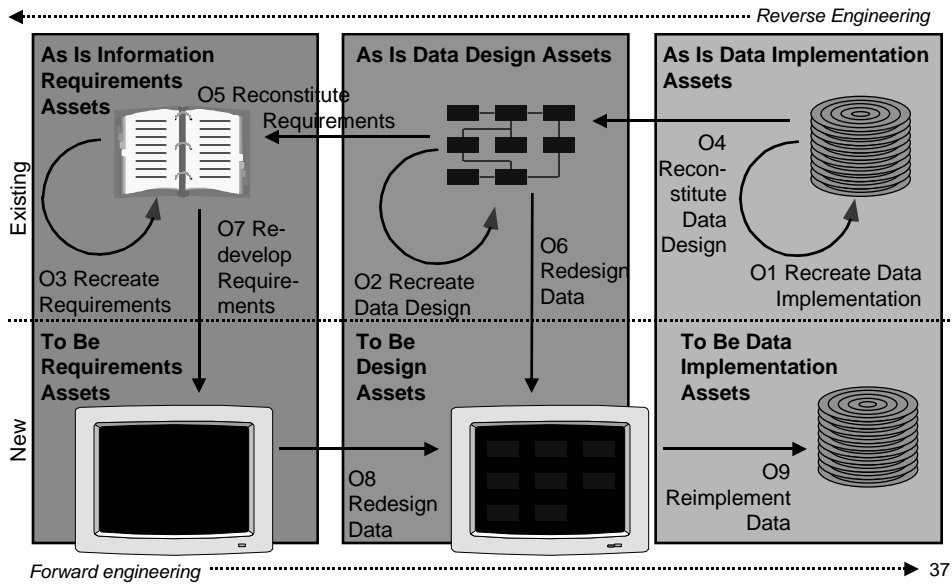 Reverse Engineering
As Is Information
Requirements
Assets
O5 Reconstitute
Requirements
O3 Recreate
Requirements
O7 Re-
develop
Require-
ments
As Is Data Design Assets
O2 Recreate
Data Design
O6
Redesign
Data
As Is Data Implementation
Assets
O4
Recon-
stitute
Data
Design
O1 Recreate Data
Implementation
Existing
To Be
Requirements
Assets
To Be
Design
Assets
To Be Data
Implementation
Assets
New
O8
Redesign
Data
O9
Reimplement
Data
Forward engineering
37